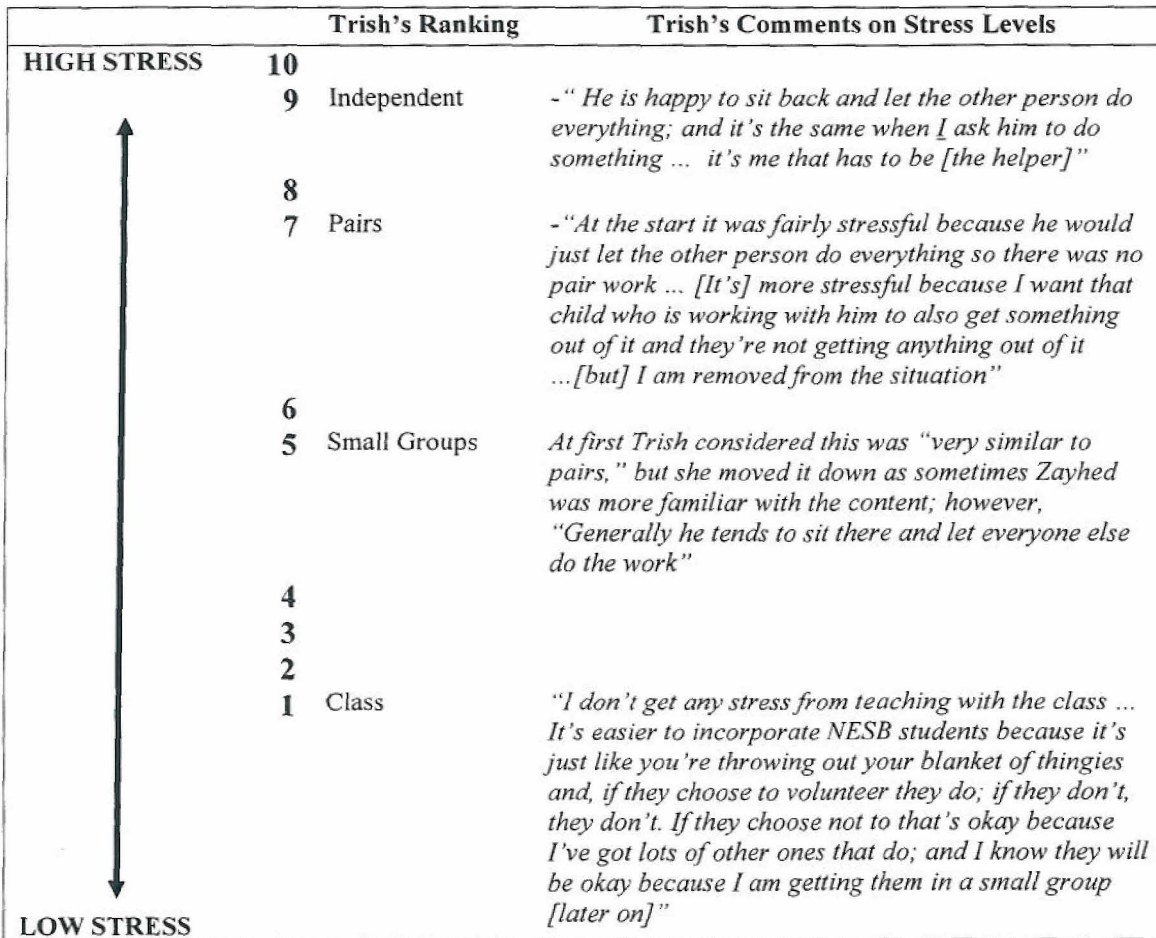 Trish's Ranking Trish's Comments on Stress Levels
HIGH STRESS 10
9 Independent -" He is happy to sit back and let the other person do
everything; and it's the same when I ask him to do
something ... it's me that has to be [the helper]"
8
7 Pairs -"At the start it was fairly stressful because he would
just let the other person do everything so there was no
pair work ... [It's] more stressful because I want that
child who is working with him to also get something
out of it and they're not getting anything out of it
...[but] I am removed from the situation"
6
5 Small Groups At first Trish considered this was "very similar to
pairs," but she moved it down as sometimes Zayhed
was more familiar with the content; however,
"Generally he tends to sit there and let everyone else
do the work"
4
3
2
1 Class "I don't get any stress from teaching with the class ...
It's easier to incorporate NESB students because it's
just like you're throwing out your blanket of thingies
and, if they choose to volunteer they do; if they don't,
they don't. If they choose not to that's okay because
I've got lots of other ones that do; and I know they will
be okay because I am getting them in a small group
[later on]"
LOW STRESS